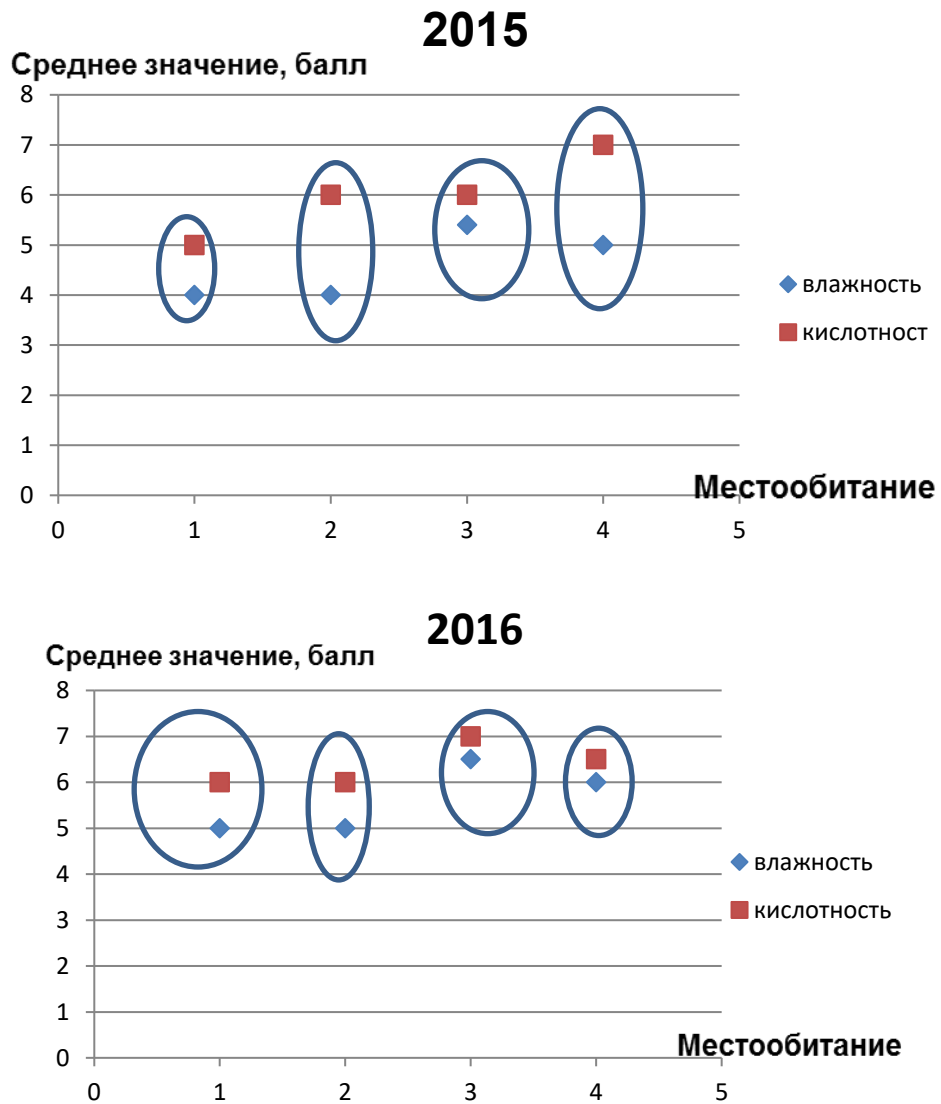 2015
Среднее значение, балл
8
7
6
5
4
3
2
1
0
влажность
кислотност
Местообитание
0 1 2 3 4 5
2016
Среднее значение, балл
8
7
6
5
4
3
2
1
0
влажность
кислотность
Местообитание
0 1 2 3 4 5